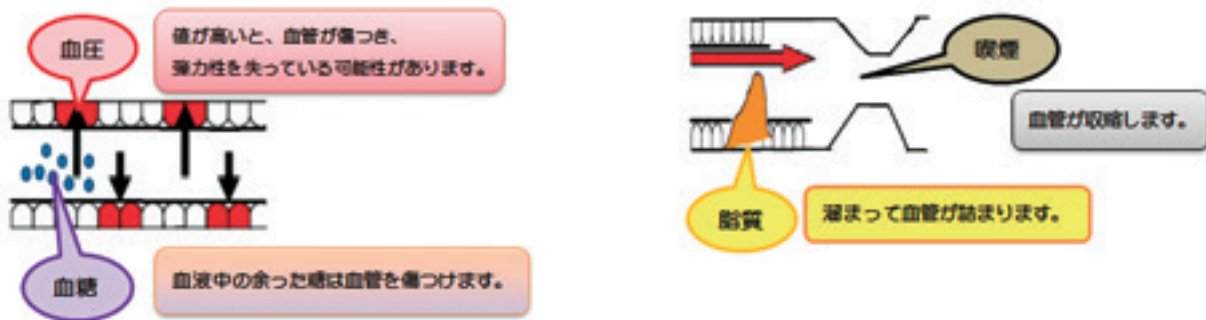 血圧
値が高いと、血管が傷つき、
弾力性を失っている可能性があります。
血糖
血液中の余った糖は血管を傷つけます。
喫煙
血管が収縮します。
脂質
溜まって血管が詰まります。